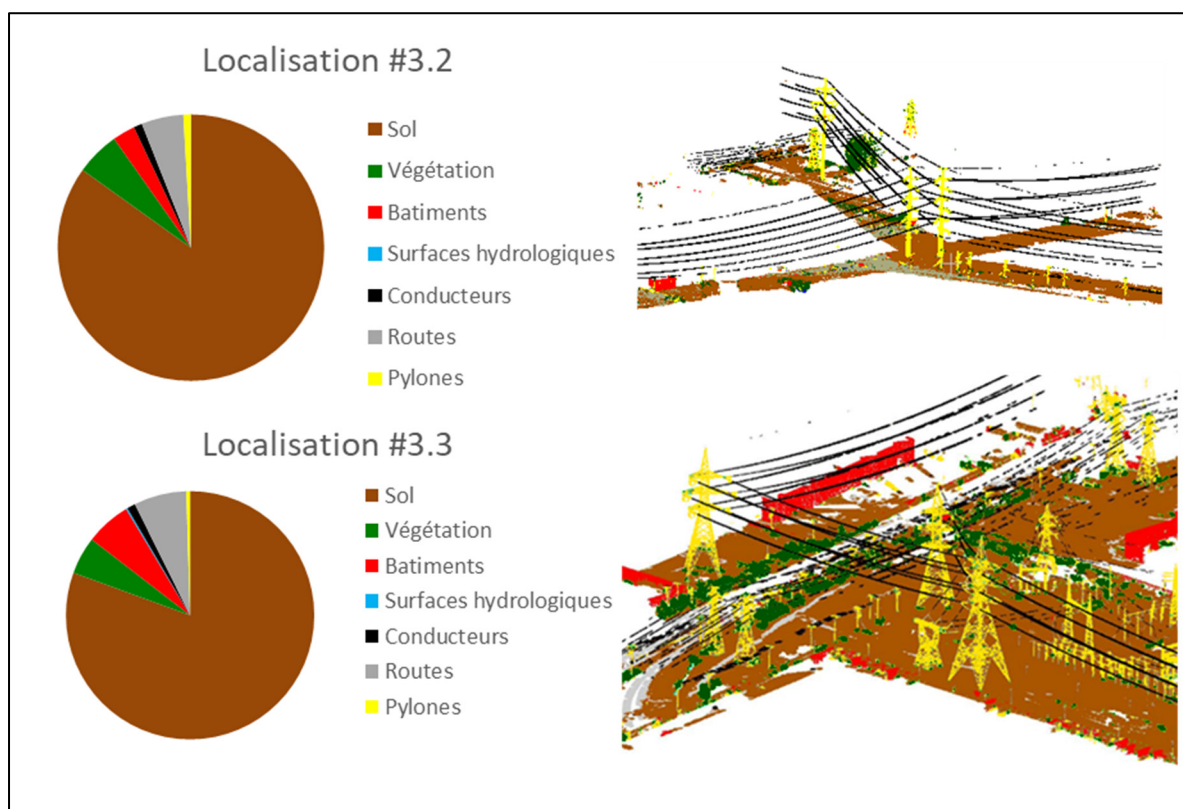 Localisation #3.2
Sol
Végétation
Batiments
Surfaces hydrologiques
Conducteurs
Routes
Pylones
Localisation #3.3
Sol
Végétation
Batiments
Surfaces hydrologiques
Conducteurs
Routes
Pylones